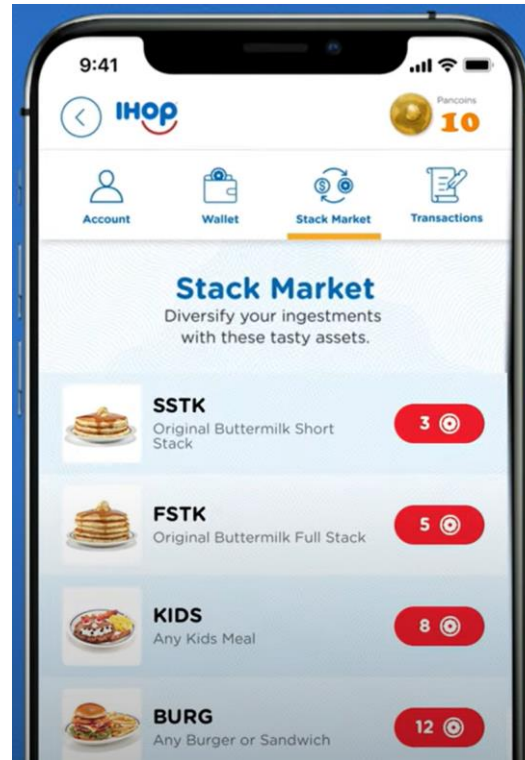 9:41
IHOP
Pancoins
10
Account
Wallet
Stack Market
Transactions
Stack Market
Diversify your ingestments
with these tasty assets.
SSTK
Original Buttermilk Short
Stack
3
FSTK
Original Buttermilk Full Stack
5
KIDS
Any Kids Meal
8
BURG
Any Burger or Sandwich
12